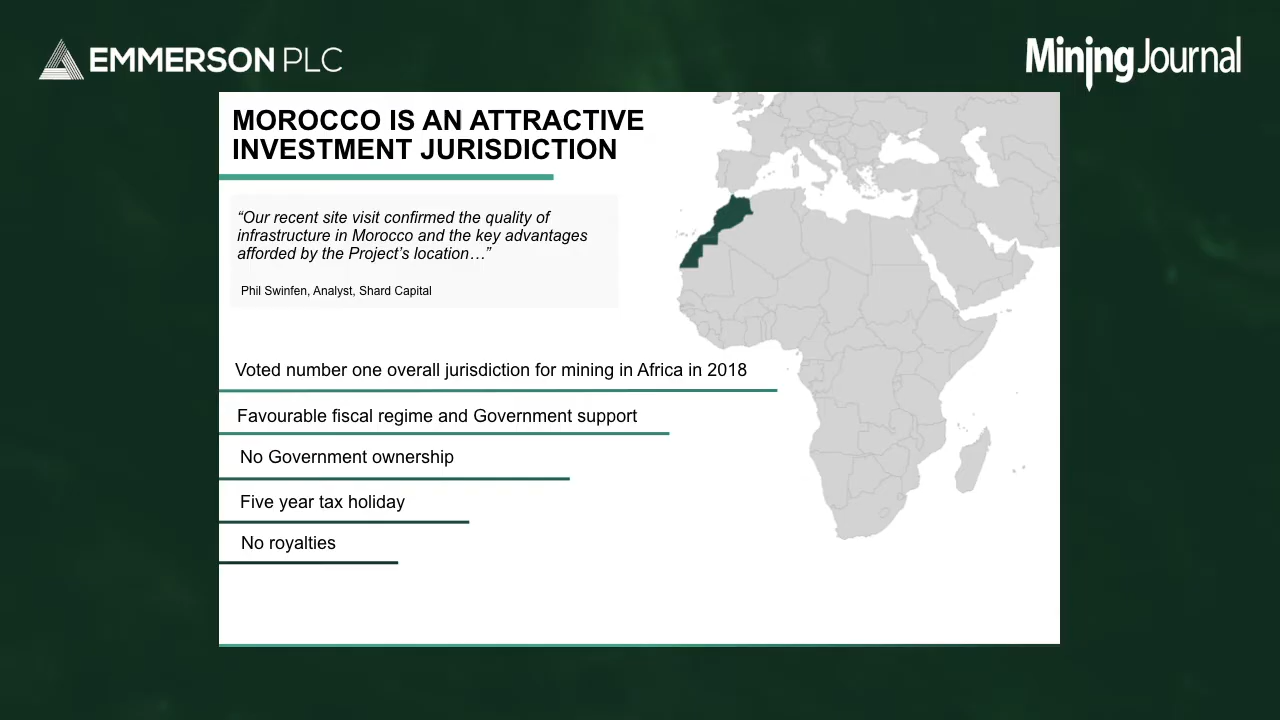 EMMERSON PLC
Mining Journal
MOROCCO IS AN ATTRACTIVE
INVESTMENT JURISDICTION
“Our recent site visit confirmed the quality of
infrastructure in Morocco and the key advantages
afforded by the Project’s location…”
Phil Swinfen, Analyst, Shard Capital
Voted number one overall jurisdiction for mining in Africa in 2018
Favourable fiscal regime and Government support
No Government ownership
Five year tax holiday
No royalties